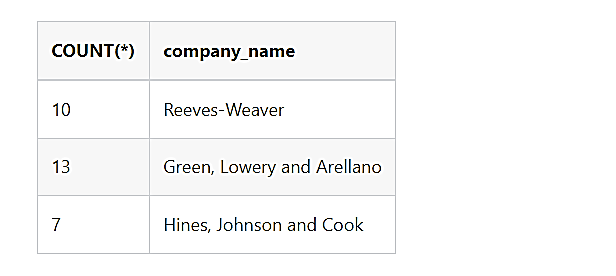 COUNT(*) company_name
10 Reeves-Weaver
13 Green, Lowery and Arellano
7 Hines, Johnson and Cook